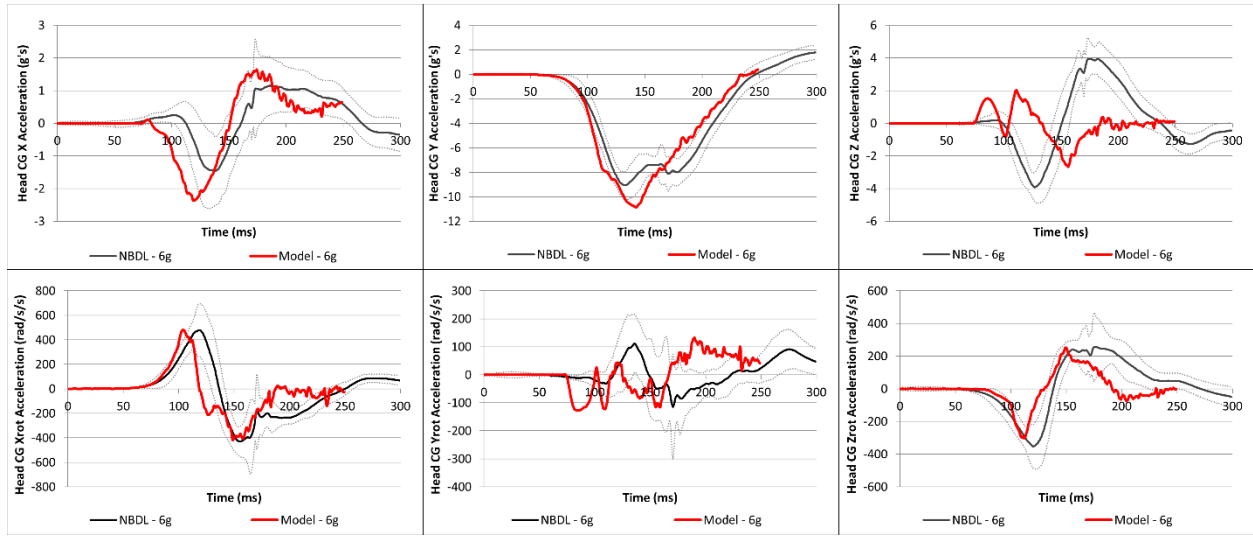 Head CG X Acceleration (g's)
3
2
1
0
-1
-2
-3
0 50 100 150 200 250 300
Time (ms)
NBDL - 6g Model - 6g
Head CG Y Acceleration (g's)
4
2
0
-2
-4
-6
-8
-10
-12
0 50 100 150 200 250 300
Time (ms)
NBDL - 6g Model - 6g
Head CG Z Acceleration (g's)
6
4
2
0
-2
-4
-6
0 50 100 150 200 250 300
Time (ms)
NBDL - 6g Model - 6g
Head CG Xrot Acceleration (rad/s/s)
800
600
400
200
0
-200
-400
-600
-800
0 50 100 150 200 250 300
Time (ms)
NBDL - 6g Model - 6g
Head CG Yrot Acceleration (rad/s/s)
300
200
100
0
-100
-200
-300
-400
0 50 100 150 200 250 300
Time (ms)
NBDL - 6g Model - 6g
Head CG Zrot Acceleration (rad/s/s)
600
400
200
0
-200
-400
-600
0 50 100 150 200 250 300
Time (ms)
NBDL - 6g Model - 6g